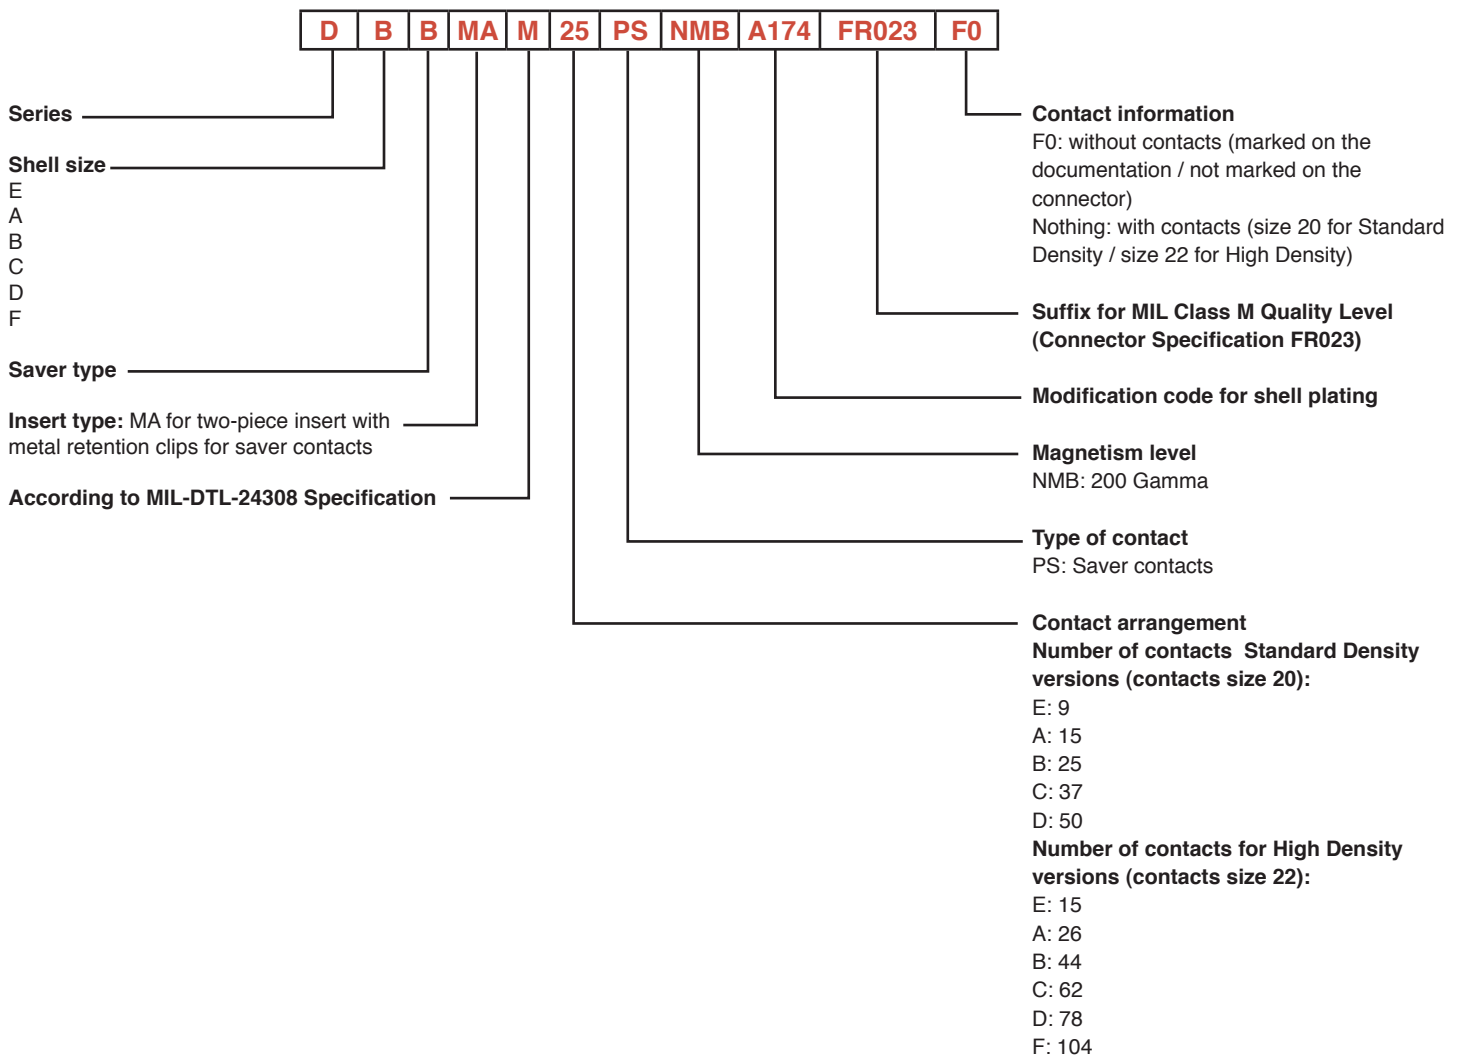 D B B MA M 25 PS NMB A174 FR023 F0
Series
Shell size
E
A
B
C
D
F
Saver type
Insert type: MA for two-piece insert with
metal retention clips for saver contacts
According to MIL-DTL-24308 Specification
Contact information
F0: without contacts (marked on the
documentation / not marked on the
connector)
Nothing: with contacts (size 20 for Standard
Density / size 22 for High Density)
Suffix for MIL Class M Quality Level
(Connector Specification FR023)
Modification code for shell plating
Magnetism level
NMB: 200 Gamma
Type of contact
PS: Saver contacts
Contact arrangement
Number of contacts  Standard Density
versions (contacts size 20):
E: 9
A: 15
B: 25
C: 37
D: 50
Number of contacts for High Density
versions (contacts size 22):
E: 15
A: 26
B: 44
C: 62
D: 78
F: 104